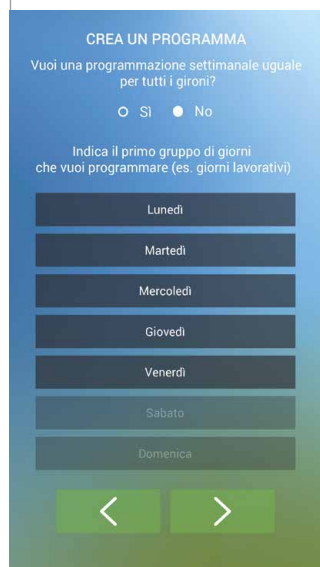 CREA UN PROGRAMMA
Vuoi una programmazione settimanale uguale
per tutti i gironi?
Sì No
Indica il primo gruppo di giorni
che vuoi programmare (es. giorni lavorativi)
Lunedì
Martedì
Mercoledì
Giovedì
Venerdì
Sabato
Domenica